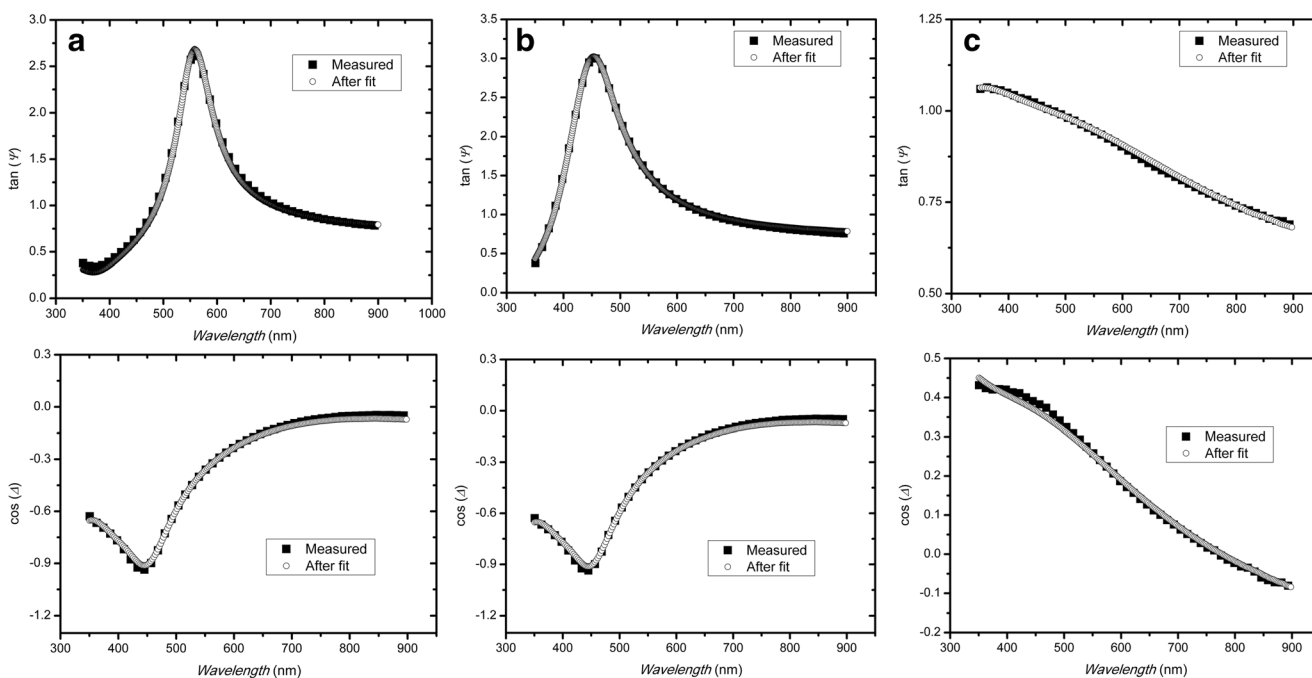 a
3.0
2.5
2.0
1.5
1.0
0.5
0.0
tan (Ψ)
300 400 500 600 700 800 900 1000
Wavelength (nm)
Measured
After fit
b
3.5
3.0
2.5
2.0
1.5
1.0
0.5
0.0
tan (Ψ)
300 400 500 600 700 800 900
Wavelength (nm)
Measured
After fit
c
1.25
1.00
0.75
0.50
tan (Ψ)
300 400 500 600 700 800 900
Wavelength (nm)
Measured
After fit
0.3
0.0
-0.3
-0.6
-0.9
-1.2
cos (Δ)
300 400 500 600 700 800 900
Wavelength (nm)
Measured
After fit
0.3
0.0
-0.3
-0.6
-0.9
-1.2
cos (Δ)
300 400 500 600 700 800 900
Wavelength (nm)
Measured
After fit
0.5
0.4
0.3
0.2
0.1
0.0
-0.1
-0.2
cos (Δ)
300 400 500 600 700 800 900
Wavelength (nm)
Measured
After fit